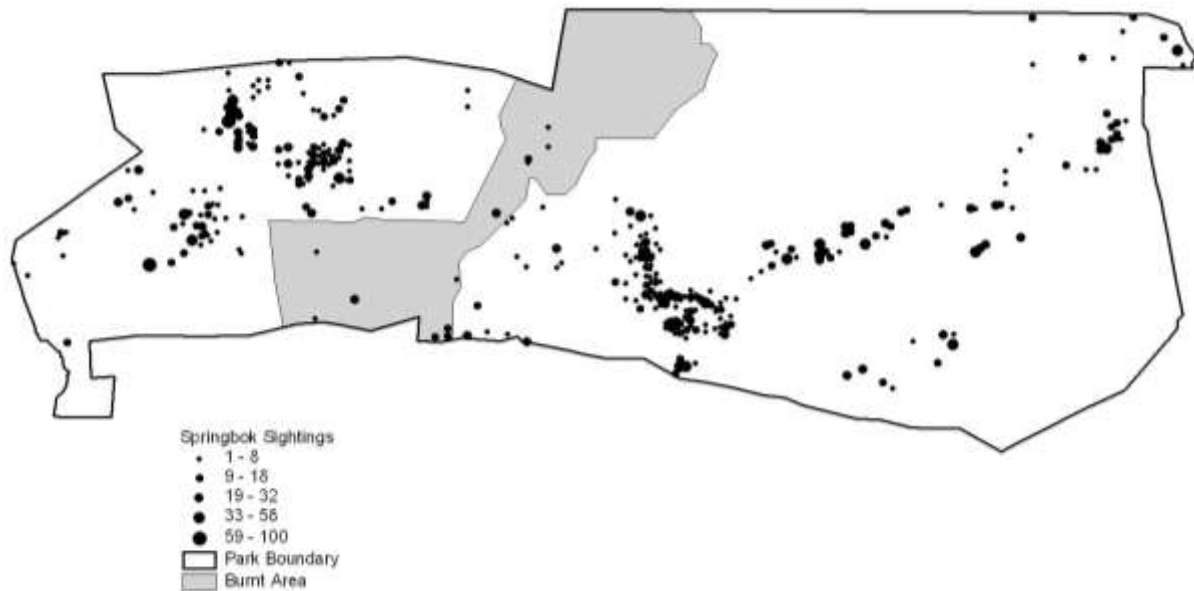 Springbok Sightings
1 - 8
9 - 18
19 - 32
33 - 58
59 - 100
Park Boundary
Burnt Area